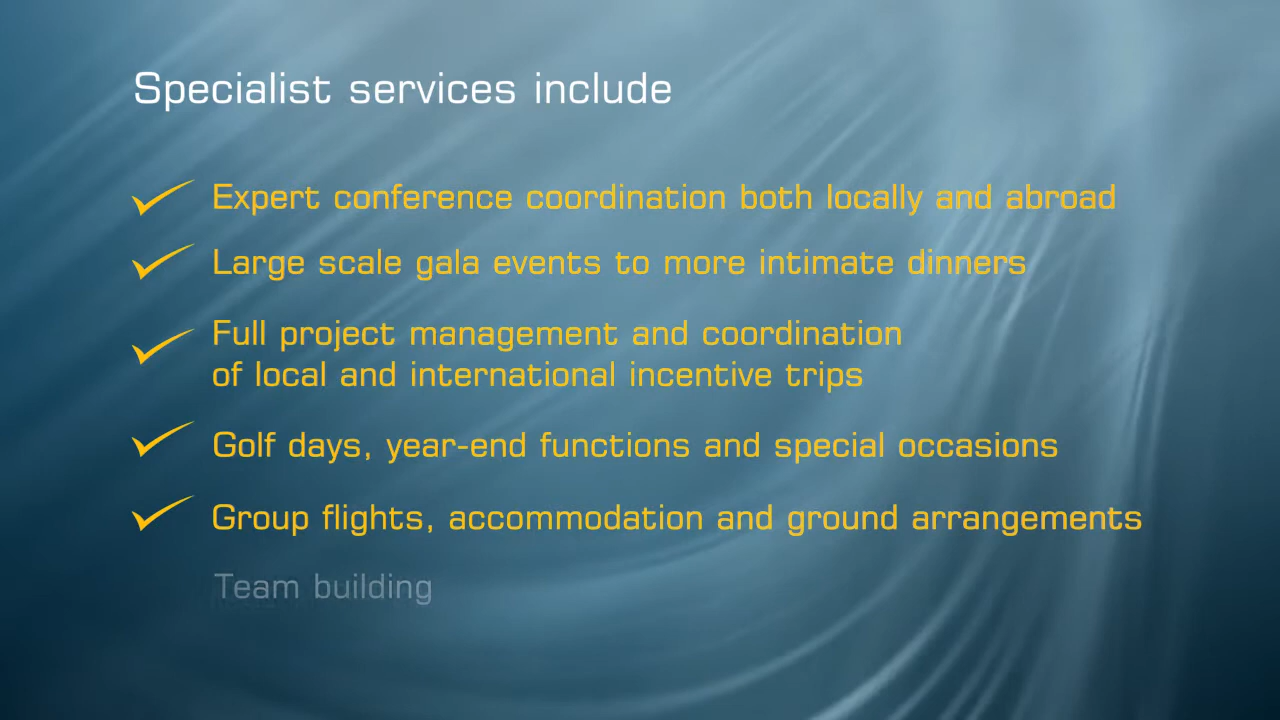 Specialist services include
Expert conference coordination both locally and abroad
Large scale gala events to more intimate dinners
Full project management and coordination
of local and international incentive trips
Golf days, year-end functions and special occasions
Group flights, accommodation and ground arrangements
Team building